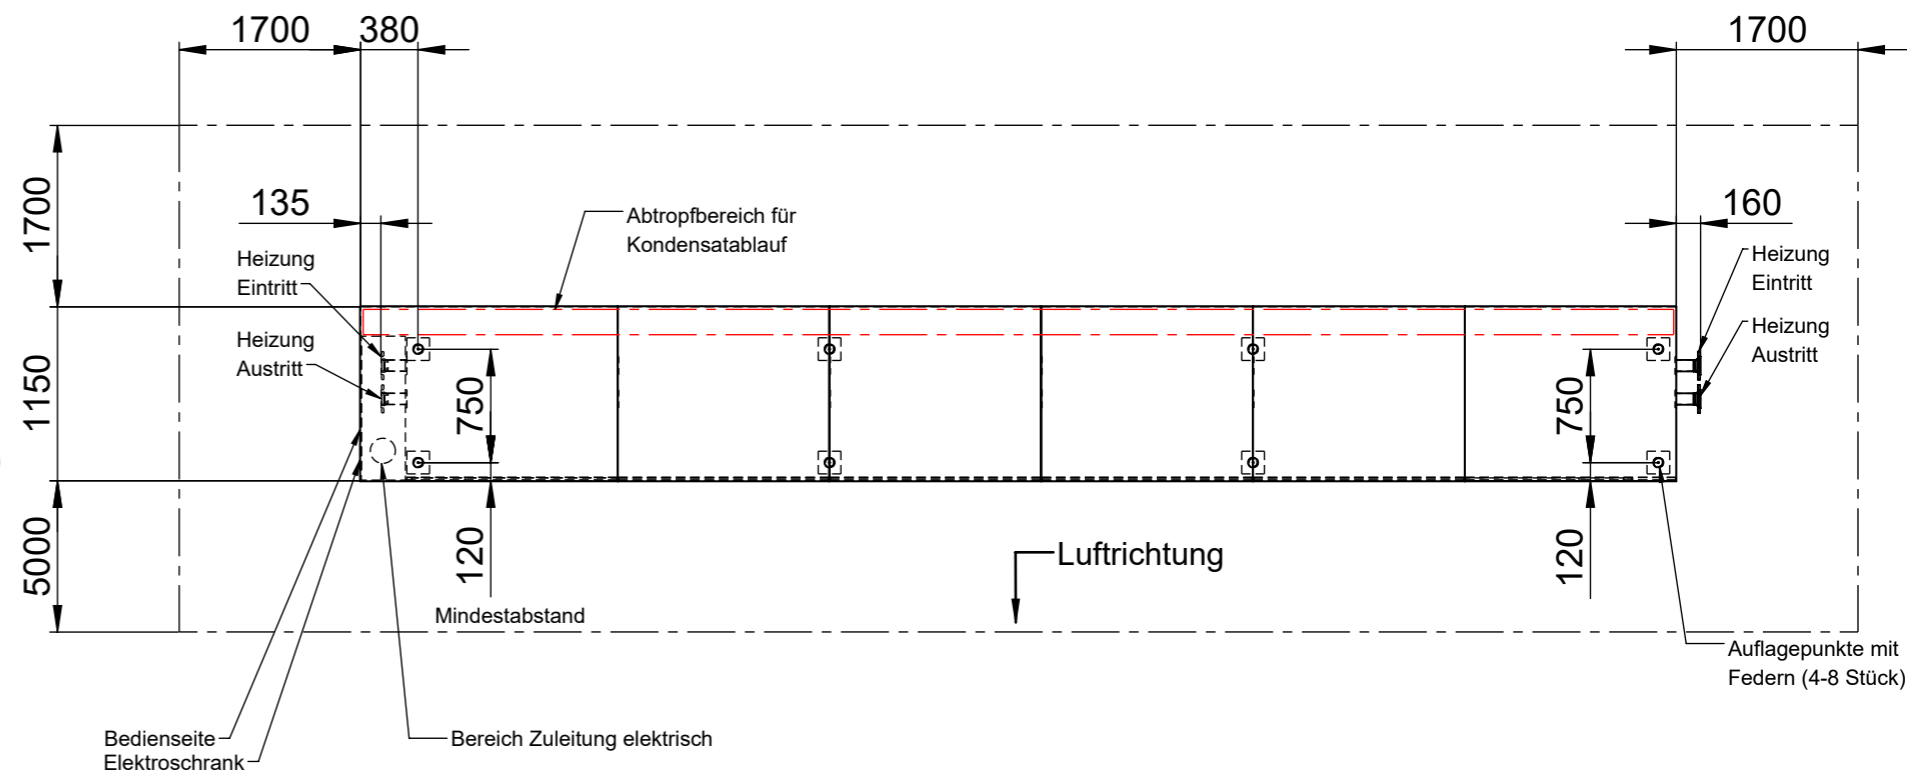 1700
380
1700
1700
135
Abtropfbereich für
Kondensatablauf
160
Heizung
Eintritt
Heizung
Eintritt
Heizung
Austritt
Heizung
Austritt
1150
750
750
5000
120
120
Luftrichtung
Mindestabstand
Auflagepunkte mit
Federn (4-8 Stück)
Bedienseite
Elektroschrank
Bereich Zuleitung elektrisch